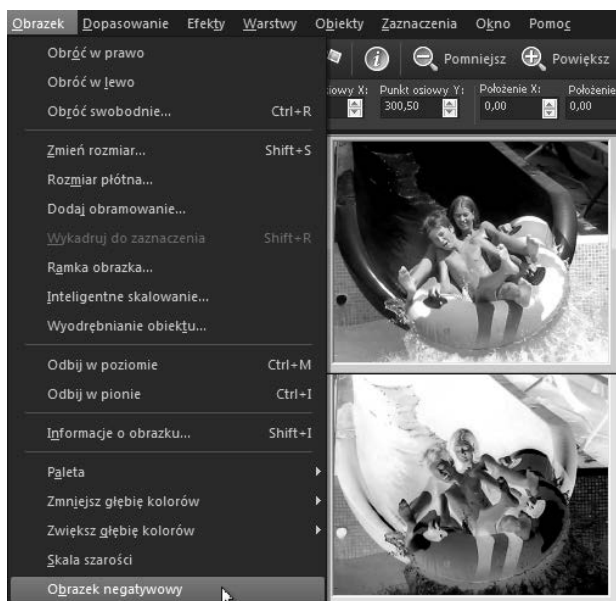 Obrazek Dopasowanie Efekty Warstwy Obiekty Zaznaczenia Okno Pomoc
Pomniejsz Powiększ
Punkt osiowy Y: Położenie X: Położenie
300,50 0,00 0,00
Obróć w prawo
Obróć w lewo
Obróć swobodnie... Ctrl+R
Zmień rozmiar... Shift+S
Rozmiar płótna...
Dodaj obramowanie...
Wykadruj do zaznaczenia Shift+R
Ramka obrazka...
Inteligentne skalowanie...
Wyodrębnianie obiektu...
Odbij w poziomie Ctrl+M
Odbij w pionie Ctrl+I
Informacje o obrazku... Shift+I
Paleta
Zmniejsz głębię kolorów
Zwiększ głębię kolorów
Skala szarości
Obrazek negatywowy